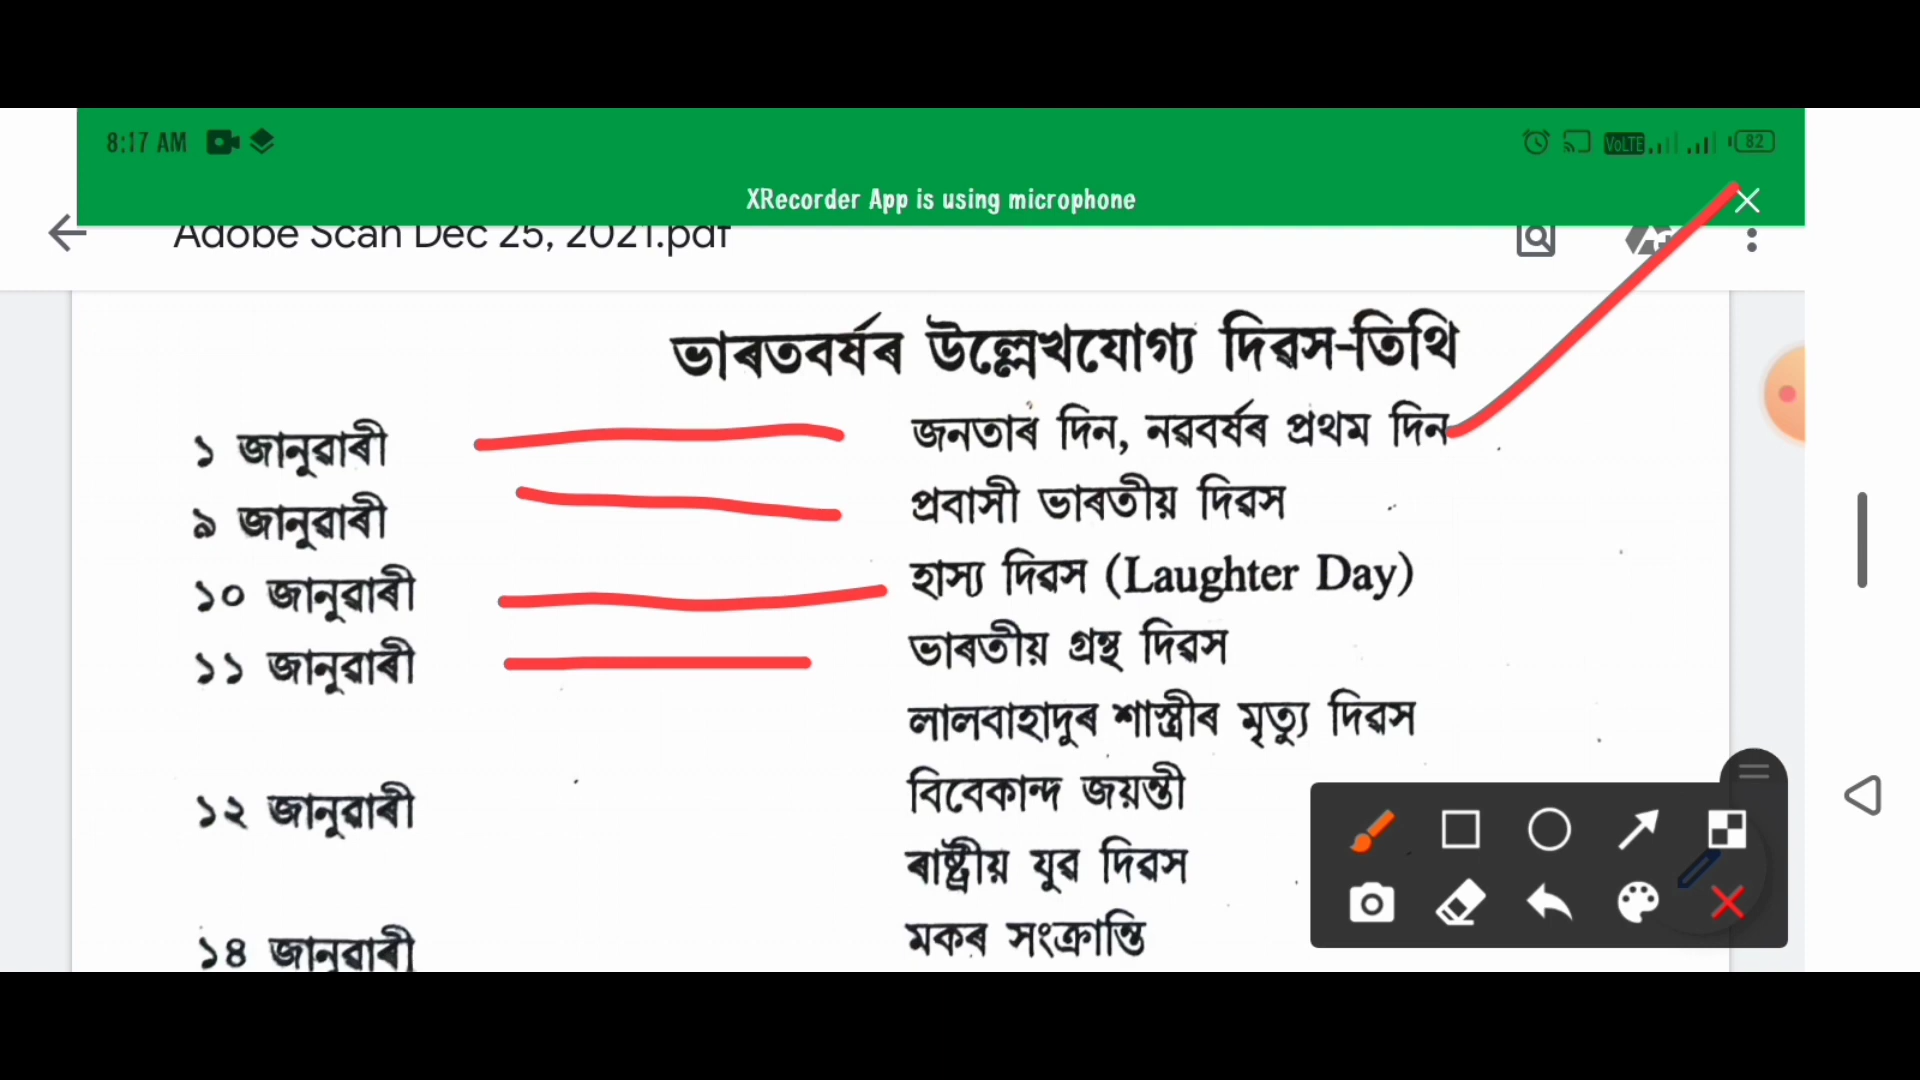 8:17 AM VoLTE 82
XRecorder App is using microphone
Adobe Scan Dec 25, 2021.pdf
ভাৰতবৰ্ষৰ উল্লেখযোগ্য দিৱস-তিথি
১ জানুৱাৰী জনতাৰ দিন, নৱবৰ্ষৰ প্ৰথম দিন
৯ জানুৱাৰী প্ৰবাসী ভাৰতীয় দিৱস
১০ জানুৱাৰী হাস্য দিৱস (Laughter Day)
১১ জানুৱাৰী ভাৰতীয় গ্ৰন্থ দিৱস
লালবাহাদুৰ শাস্ত্ৰীৰ মৃত্যু দিৱস
১২ জানুৱাৰী বিবেকান্দ জয়ন্তী
ৰাষ্ট্ৰীয় যুৱ দিৱস
১৪ জানুৱাৰী মকৰ সংক্ৰান্তি